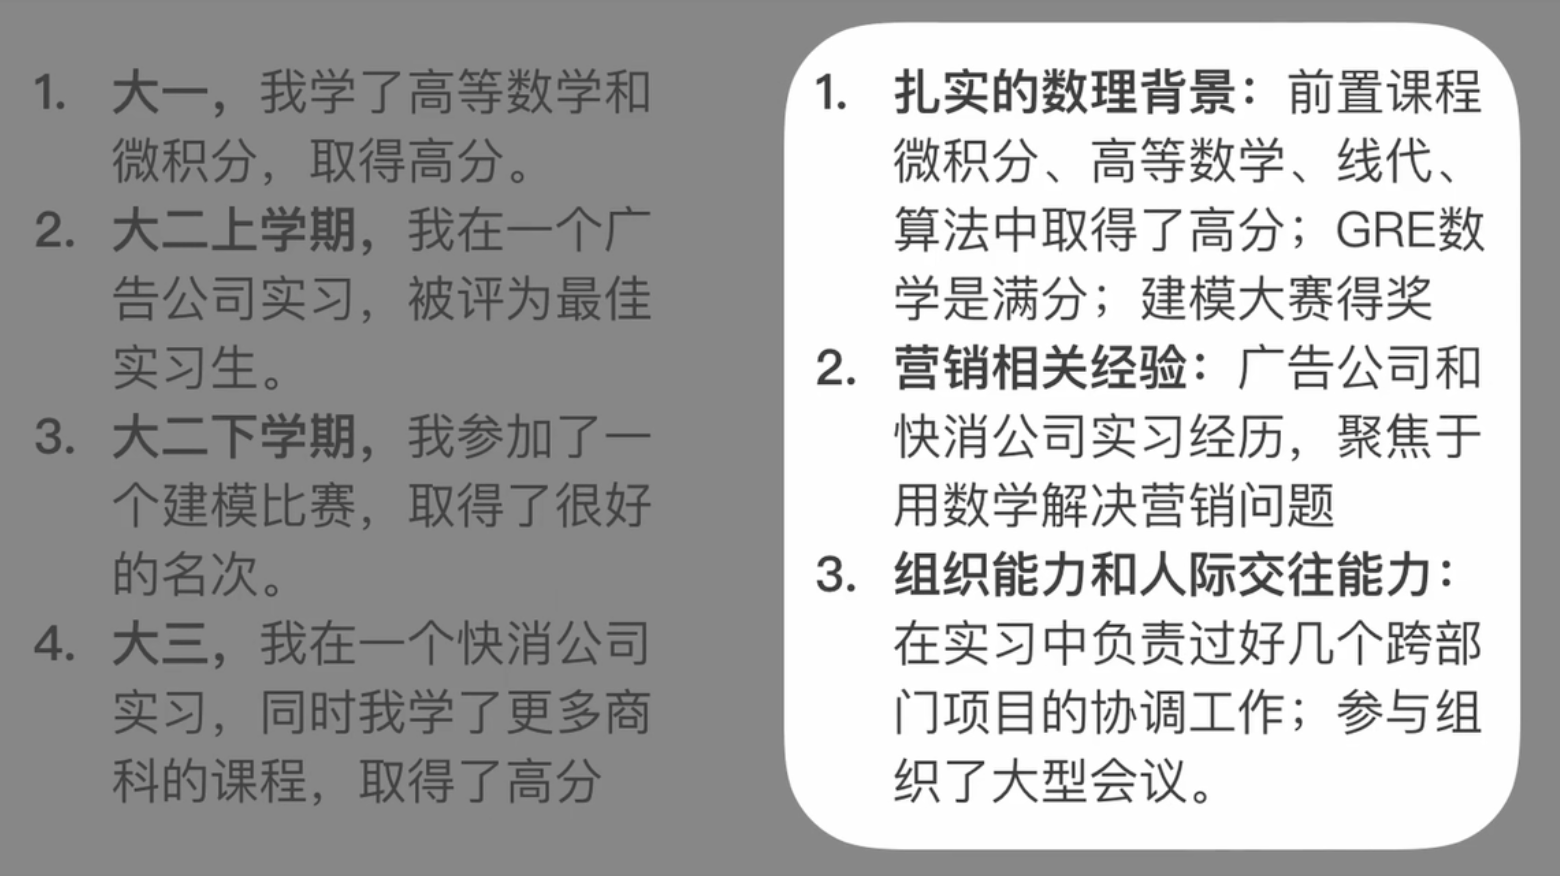 1. 大一，我学了高等数学和
微积分，取得高分。
2. 大二上学期，我在一个广
告公司实习，被评为最佳
实习生。
3. 大二下学期，我参加了一
个建模比赛，取得了很好
的名次。
4. 大三，我在一个快消公司
实习，同时我学了更多商
科的课程，取得了高分
1. 扎实的数理背景：前置课程
微积分、高等数学、线代、
算法中取得了高分；GRE数
学是满分；建模大赛得奖
2. 营销相关经验：广告公司和
快消公司实习经历，聚焦于
用数学解决营销问题
3. 组织能力和人际交往能力：
在实习中负责过好几个跨部
门项目的协调工作；参与组
织了大型会议。